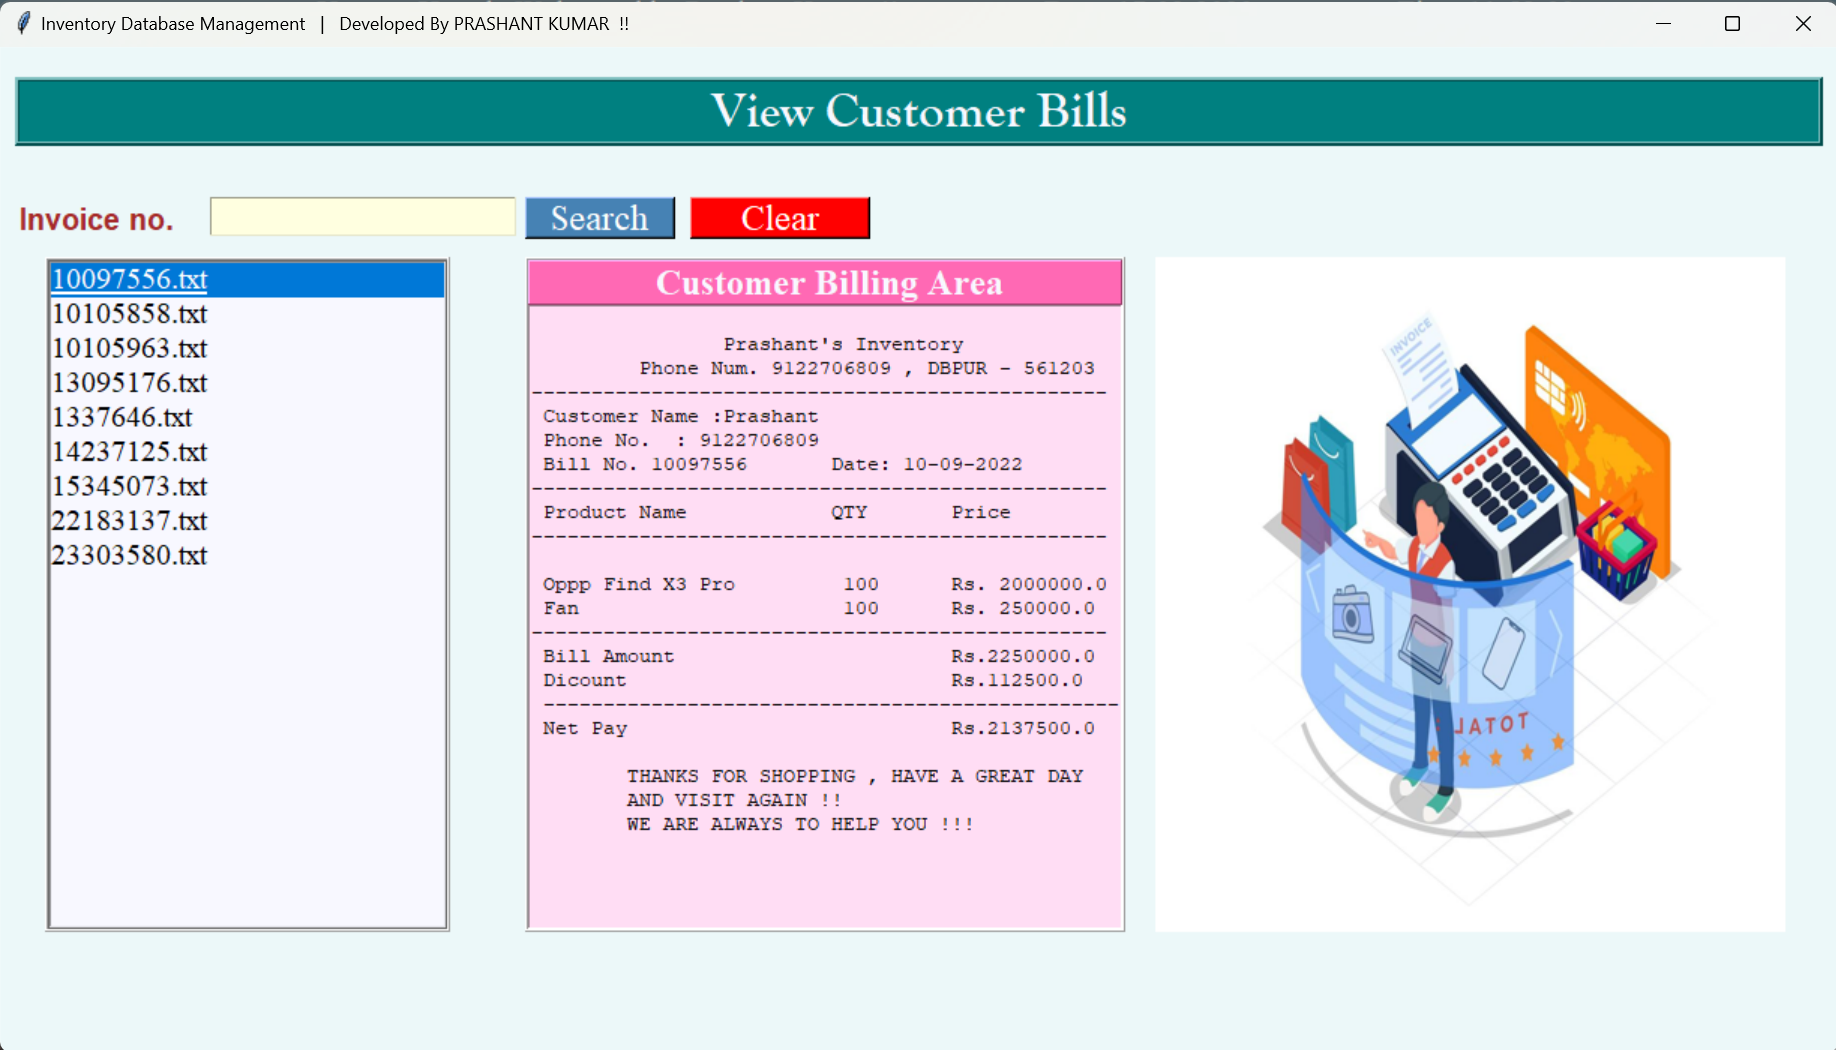 Inventory Database Management | Developed By PRASHANT KUMAR !!
View Customer Bills
Invoice no.
Search
Clear
10097556.txt
10105858.txt
10105963.txt
13095176.txt
1337646.txt
14237125.txt
15345073.txt
22183137.txt
23303580.txt
Customer Billing Area
Prashant's Inventory
Phone Num. 9122706809 , DBPUR - 561203
------------------------------------------------
Customer Name :Prashant
Phone No. : 9122706809
Bill No. 10097556 Date: 10-09-2022
------------------------------------------------
Product Name QTY Price
------------------------------------------------
Oppp Find X3 Pro 100 Rs. 2000000.0
Fan 100 Rs. 250000.0
------------------------------------------------
Bill Amount Rs.2250000.0
Dicount Rs.112500.0
------------------------------------------------
Net Pay Rs.2137500.0
THANKS FOR SHOPPING , HAVE A GREAT DAY
AND VISIT AGAIN !!
WE ARE ALWAYS TO HELP YOU !!!
INVOICE
TOTAL